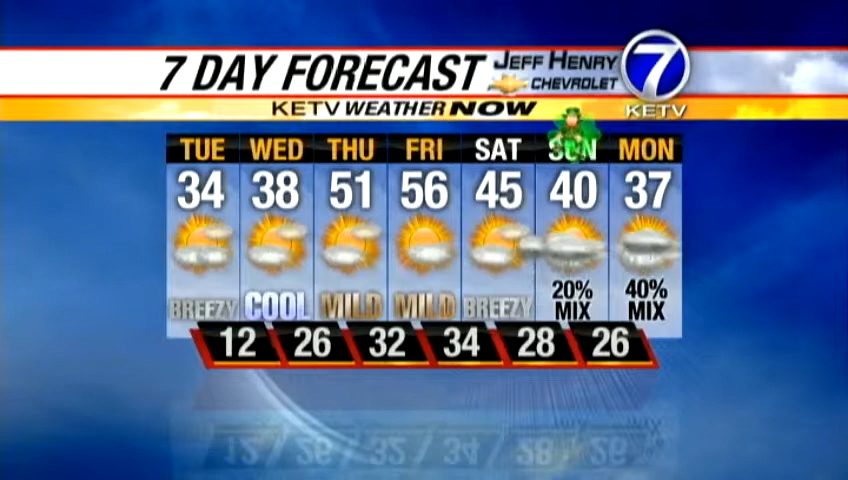 7 DAY FORECAST
JEFF HENRY
CHEVROLET
7
KETV
KETV WEATHER NOW
TUE WED THU FRI SAT SUN MON
34 38 51 56 45 40 37
BREEZY COOL MILD MILD BREEZY 20% MIX 40% MIX
12 26 32 34 28 26